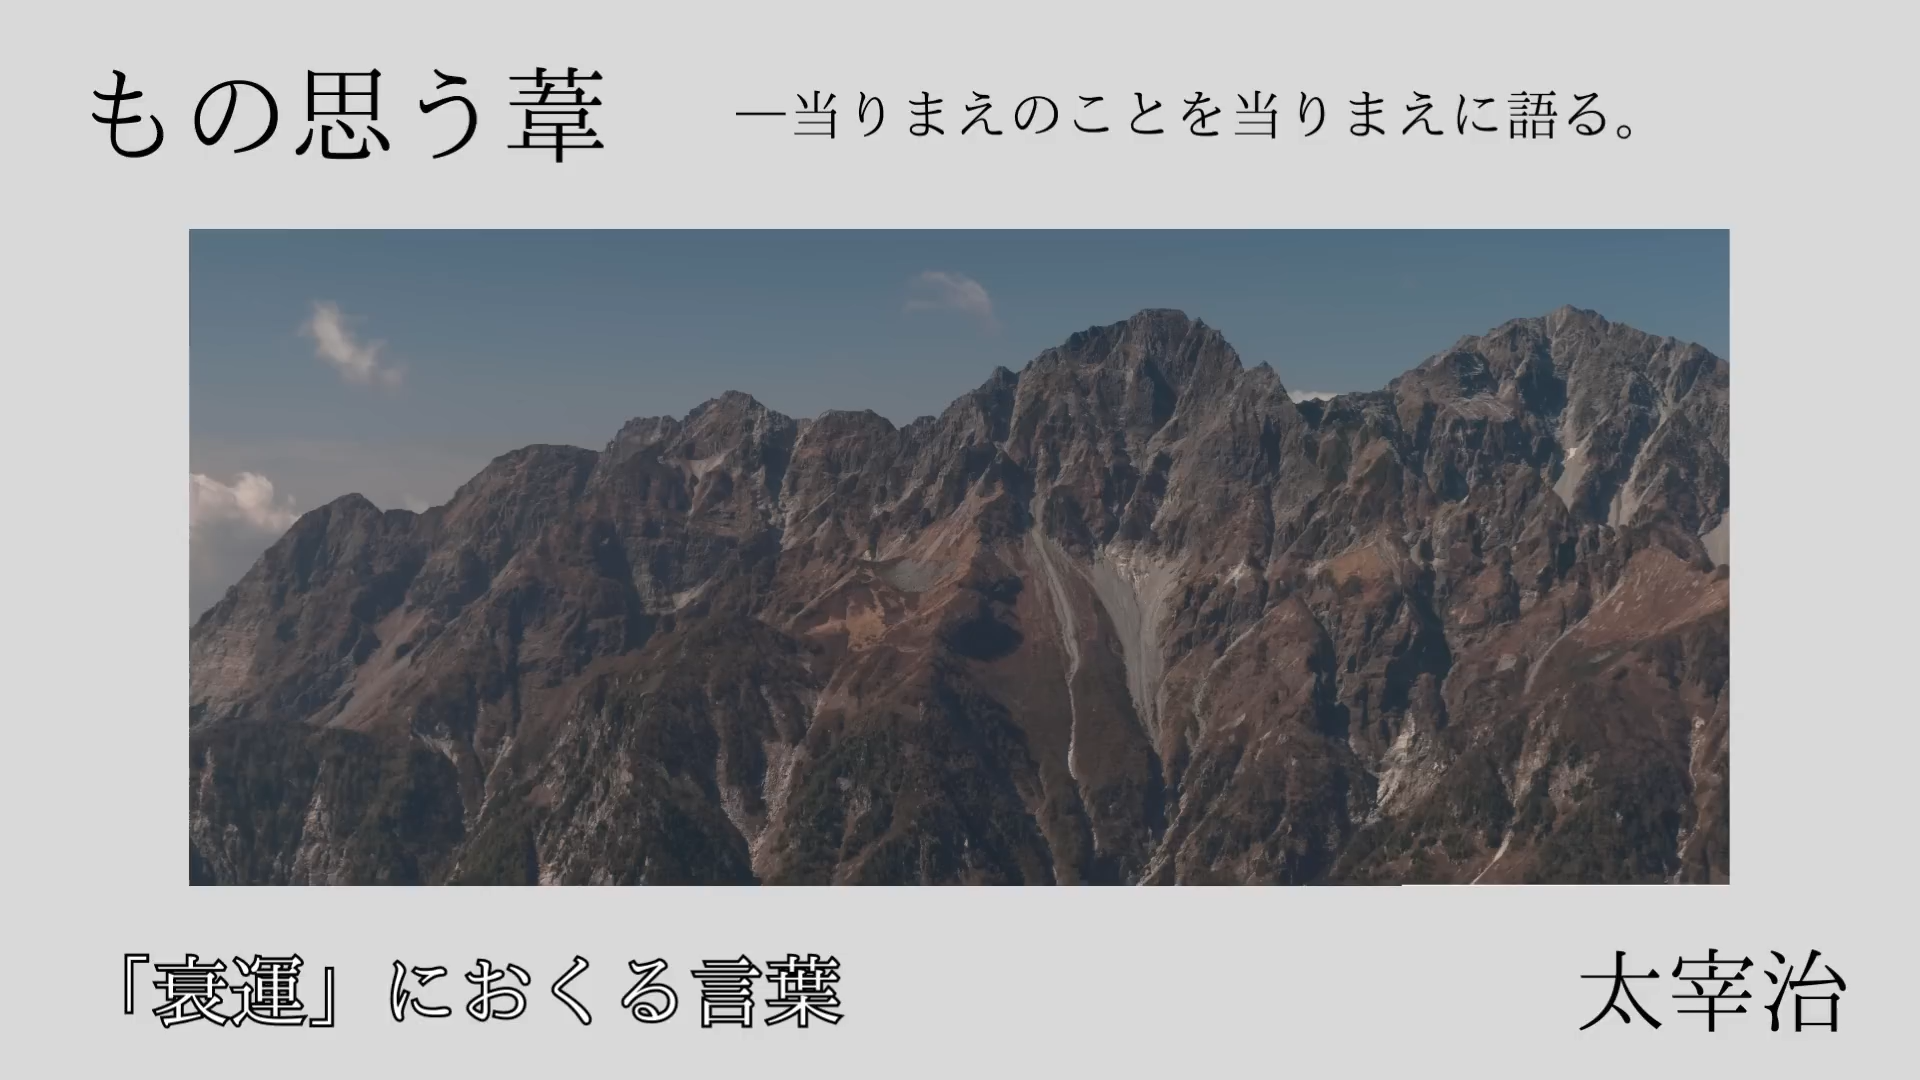 もの思う葦
―当りまえのことを当りまえに語る。
「衰運」におくる言葉
太宰治